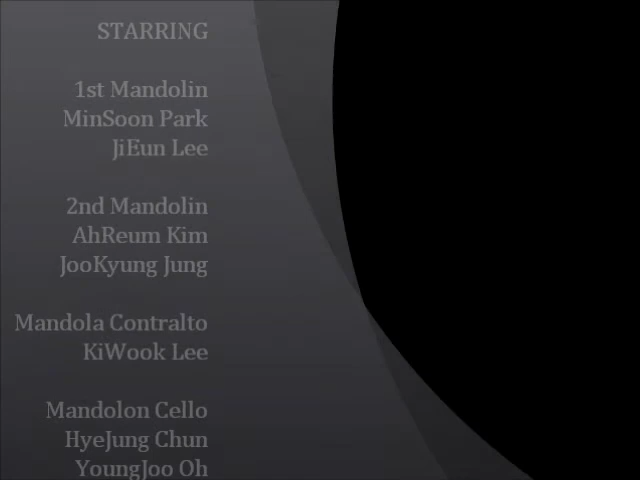 STARRING
1st Mandolin
MinSoon Park
JiEun Lee
2nd Mandolin
AhReum Kim
JooKyung Jung
Mandola Contralto
KiWook Lee
Mandolon Cello
HyeJung Chun
YoungJoo Oh